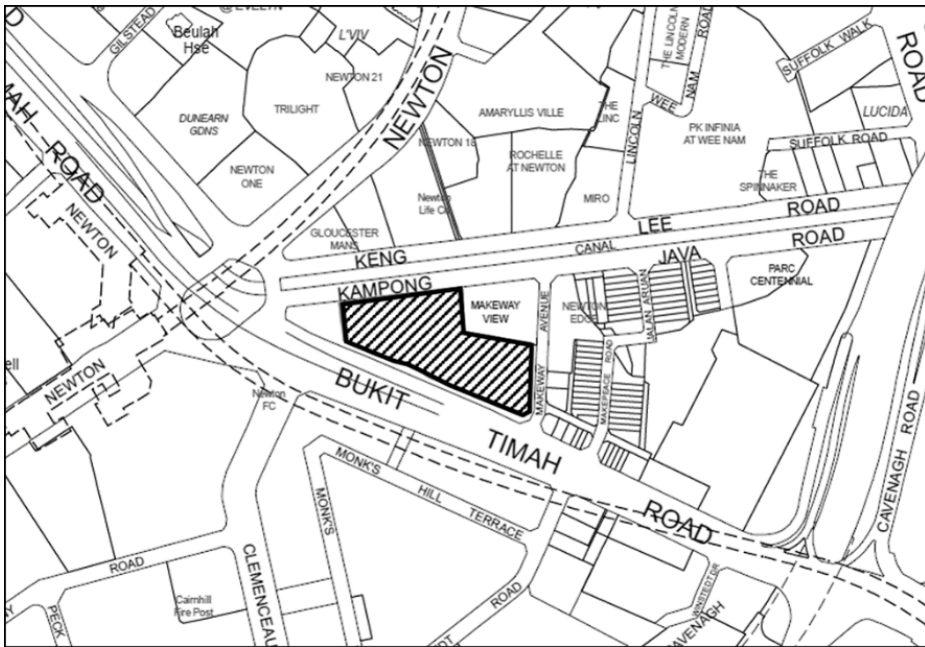 GILSTEAD
Beulah
Hse
L'VIV
NEWTON 21
TRILIGHT
DUNEARN
GDNS
NEWTON
ONE
NEWTON
ROAD
NEWTON
NEWTON
THE LINCOLN
MODERN
ROAD
WEE NAM
SUFFOLK WALK
ROAD
LUCIDA
SUFFOLK ROAD
AMARYLLIS VILLE
THE
LINC
LINCOLN
PK INFINIA
AT WEE NAM
NEWTON 18
ROCHELLE
AT NEWTON
THE
SPINNAKER
MIRO
GLOUCESTER
MANS
KENG LEE ROAD
CANAL
KAMPONG JAVA ROAD
PARC
CENTENNIAL
MAKEWAY
VIEW
MAKEWAY AVENUE
JALAN ARUAN
MAKEPEACE ROAD
BUKIT TIMAH ROAD
Newton
FC
MONK'S HILL TERRACE
MONK'S
ROAD
CLEMENCEAU
Cairnhill
Fire Post
PECK
ROAD
WINSTEDT DR
CAVENAGH
CAVENAGH ROAD